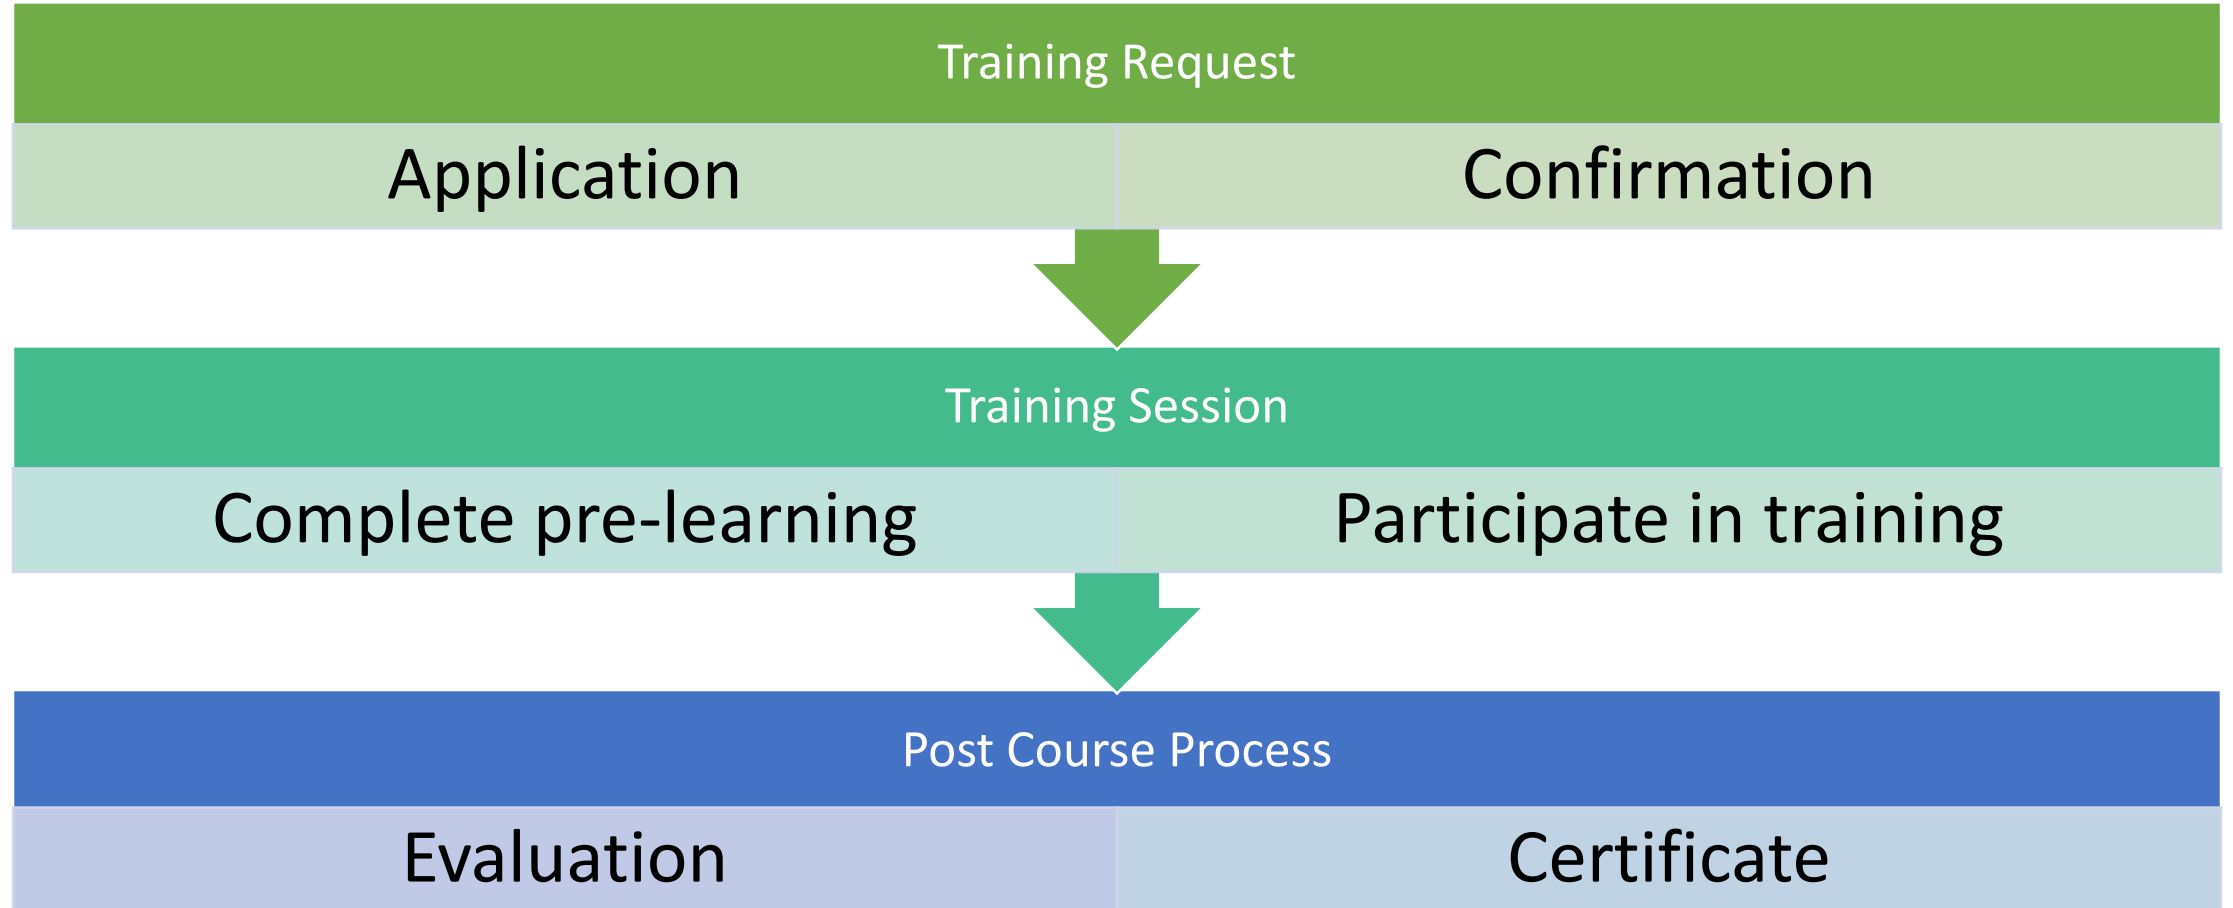 Training Request
Application
Confirmation
Training Session
Complete pre-learning
Participate in training
Post Course Process
Evaluation
Certificate